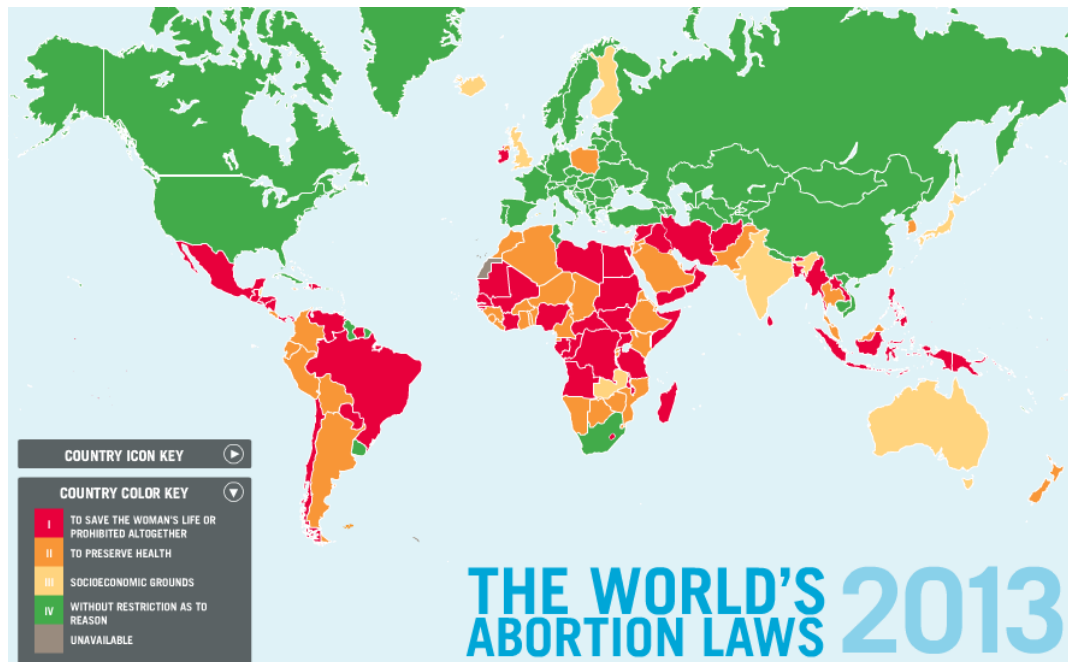 COUNTRY ICON KEY
COUNTRY COLOR KEY
I TO SAVE THE WOMAN'S LIFE OR
PROHIBITED ALTOGETHER
II TO PRESERVE HEALTH
III SOCIOECONOMIC GROUNDS
IV WITHOUT RESTRICTION AS TO
REASON
UNAVAILABLE
THE WORLD'S
ABORTION LAWS
2013